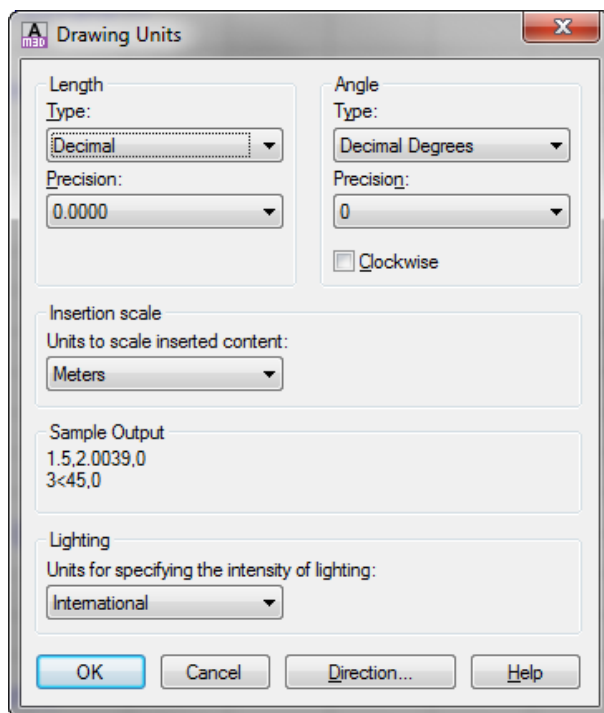 A
m3D
Drawing Units
Length
Type:
Decimal
Precision:
0.0000
Angle
Type:
Decimal Degrees
Precision:
0
Clockwise
Insertion scale
Units to scale inserted content:
Meters
Sample Output
1.5,2.0039,0
3<45,0
Lighting
Units for specifying the intensity of lighting:
International
OK
Cancel
Direction...
Help